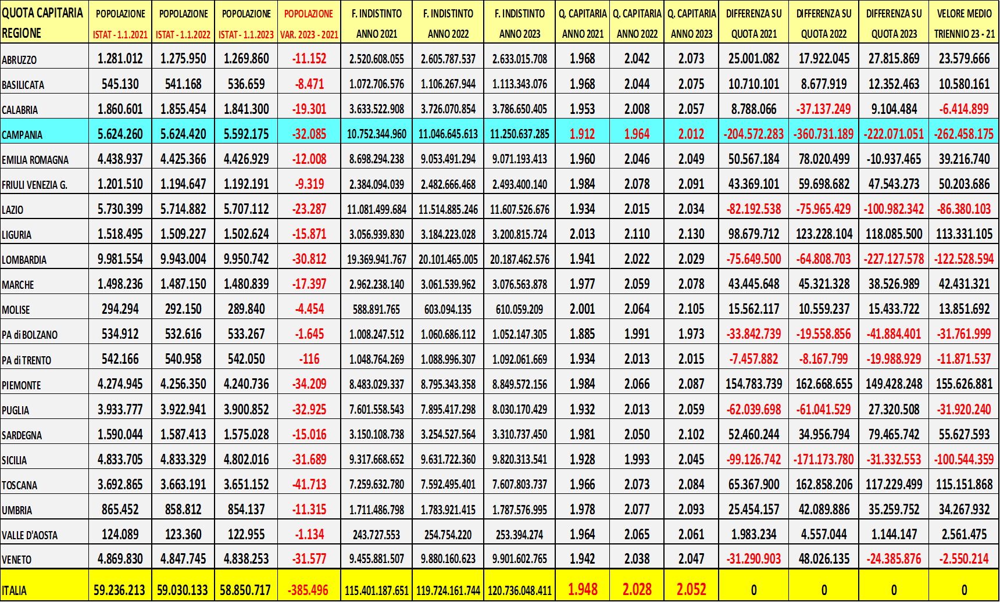 QUOTA CAPITARIA REGIONE POPOLAZIONE ISTAT - 1.1.2021 POPOLAZIONE ISTAT - 1.1.2022 POPOLAZIONE ISTAT - 1.1.2023 POPOLAZIONE VAR. 2023 - 2021 F. INDISTINTO ANNO 2021 F. INDISTINTO ANNO 2022 F. INDISTINTO ANNO 2023 Q. CAPITARIA ANNO 2021 Q. CAPITARIA ANNO 2022 Q. CAPITARIA ANNO 2023 DIFFERENZA SU QUOTA 2021 DIFFERENZA SU QUOTA 2022 DIFFERENZA SU QUOTA 2023 VELORE MEDIO TRIENNIO 23 - 21
ABRUZZO 1.281.012 1.275.950 1.269.860 -11.152 2.520.608.055 2.605.787.537 2.633.015.708 1.968 2.042 2.073 25.001.082 17.922.045 27.815.869 23.579.666
BASILICATA 545.130 541.168 536.659 -8.471 1.072.706.576 1.106.267.944 1.113.343.076 1.968 2.044 2.075 10.710.101 8.677.919 12.352.463 10.580.161
CALABRIA 1.860.601 1.855.454 1.841.300 -19.301 3.633.522.908 3.726.070.854 3.786.650.405 1.953 2.008 2.057 8.788.066 -37.137.249 9.104.484 -6.414.899
CAMPANIA 5.624.260 5.624.420 5.592.175 -32.085 10.752.344.960 11.046.645.613 11.250.637.285 1.912 1.964 2.012 -204.572.283 -360.731.189 -222.071.051 -262.458.175
EMILIA ROMAGNA 4.438.937 4.425.366 4.426.929 -12.008 8.698.294.238 9.053.491.294 9.071.193.413 1.960 2.046 2.049 50.567.184 78.020.499 -10.937.465 39.216.740
FRIULI VENEZIA G. 1.201.510 1.194.647 1.192.191 -9.319 2.384.094.039 2.482.666.468 2.493.400.140 1.984 2.078 2.091 43.369.101 59.698.682 47.543.273 50.203.686
LAZIO 5.730.399 5.714.882 5.707.112 -23.287 11.081.499.684 11.514.885.246 11.607.526.676 1.934 2.015 2.034 -82.192.538 -75.965.429 -100.982.342 -86.380.103
LIGURIA 1.518.495 1.509.227 1.502.624 -15.871 3.056.939.830 3.184.223.028 3.200.815.724 2.013 2.110 2.130 98.679.712 123.228.104 118.085.500 113.331.105
LOMBARDIA 9.981.554 9.943.004 9.950.742 -30.812 19.369.941.767 20.101.465.005 20.187.462.576 1.941 2.022 2.029 -75.649.500 -64.808.703 -227.127.578 -122.528.594
MARCHE 1.498.236 1.487.150 1.480.839 -17.397 2.962.238.140 3.061.539.962 3.076.563.878 1.977 2.059 2.078 43.445.648 45.321.328 38.526.989 42.431.321
MOLISE 294.294 292.150 289.840 -4.454 588.891.765 603.094.135 610.059.209 2.001 2.064 2.105 15.562.117 10.559.237 15.433.722 13.851.692
PA di BOLZANO 534.912 532.616 533.267 -1.645 1.008.247.512 1.060.686.112 1.052.147.305 1.885 1.991 1.973 -33.842.739 -19.558.856 -41.884.401 -31.761.999
PA di TRENTO 542.166 540.958 542.050 -116 1.048.764.269 1.088.996.307 1.092.061.669 1.934 2.013 2.015 -7.457.882 -8.167.799 -19.988.929 -11.871.537
PIEMONTE 4.274.945 4.256.350 4.240.736 -34.209 8.483.029.337 8.795.343.358 8.849.572.156 1.984 2.066 2.087 154.783.739 162.668.655 149.428.248 155.626.881
PUGLIA 3.933.777 3.922.941 3.900.852 -32.925 7.601.558.543 7.895.417.298 8.030.170.429 1.932 2.013 2.059 -62.039.698 -61.041.529 27.320.508 -31.920.240
SARDEGNA 1.590.044 1.587.413 1.575.028 -15.016 3.150.108.738 3.254.527.564 3.310.737.450 1.981 2.050 2.102 52.460.244 34.956.794 79.465.742 55.627.593
SICILIA 4.833.705 4.833.329 4.802.016 -31.689 9.317.668.652 9.631.722.360 9.820.313.541 1.928 1.993 2.045 -99.126.742 -171.173.780 -31.332.553 -100.544.359
TOSCANA 3.692.865 3.663.191 3.651.152 -41.713 7.259.632.780 7.592.495.401 7.607.803.737 1.966 2.073 2.084 65.367.900 162.858.206 117.229.499 115.151.868
UMBRIA 865.452 858.812 854.137 -11.315 1.711.486.798 1.783.921.415 1.787.576.995 1.978 2.077 2.093 25.454.157 42.089.886 35.259.752 34.267.932
VALLE D'AOSTA 124.089 123.360 122.955 -1.134 243.727.553 254.754.220 253.394.274 1.964 2.065 2.061 1.983.234 4.557.044 1.144.147 2.561.475
VENETO 4.869.830 4.847.745 4.838.253 -31.577 9.455.881.507 9.880.160.623 9.901.602.765 1.942 2.038 2.047 -31.290.903 48.026.135 -24.385.876 -2.550.214
ITALIA 59.236.213 59.030.133 58.850.717 -385.496 115.401.187.651 119.724.161.744 120.736.048.411 1.948 2.028 2.052 0 0 0 0